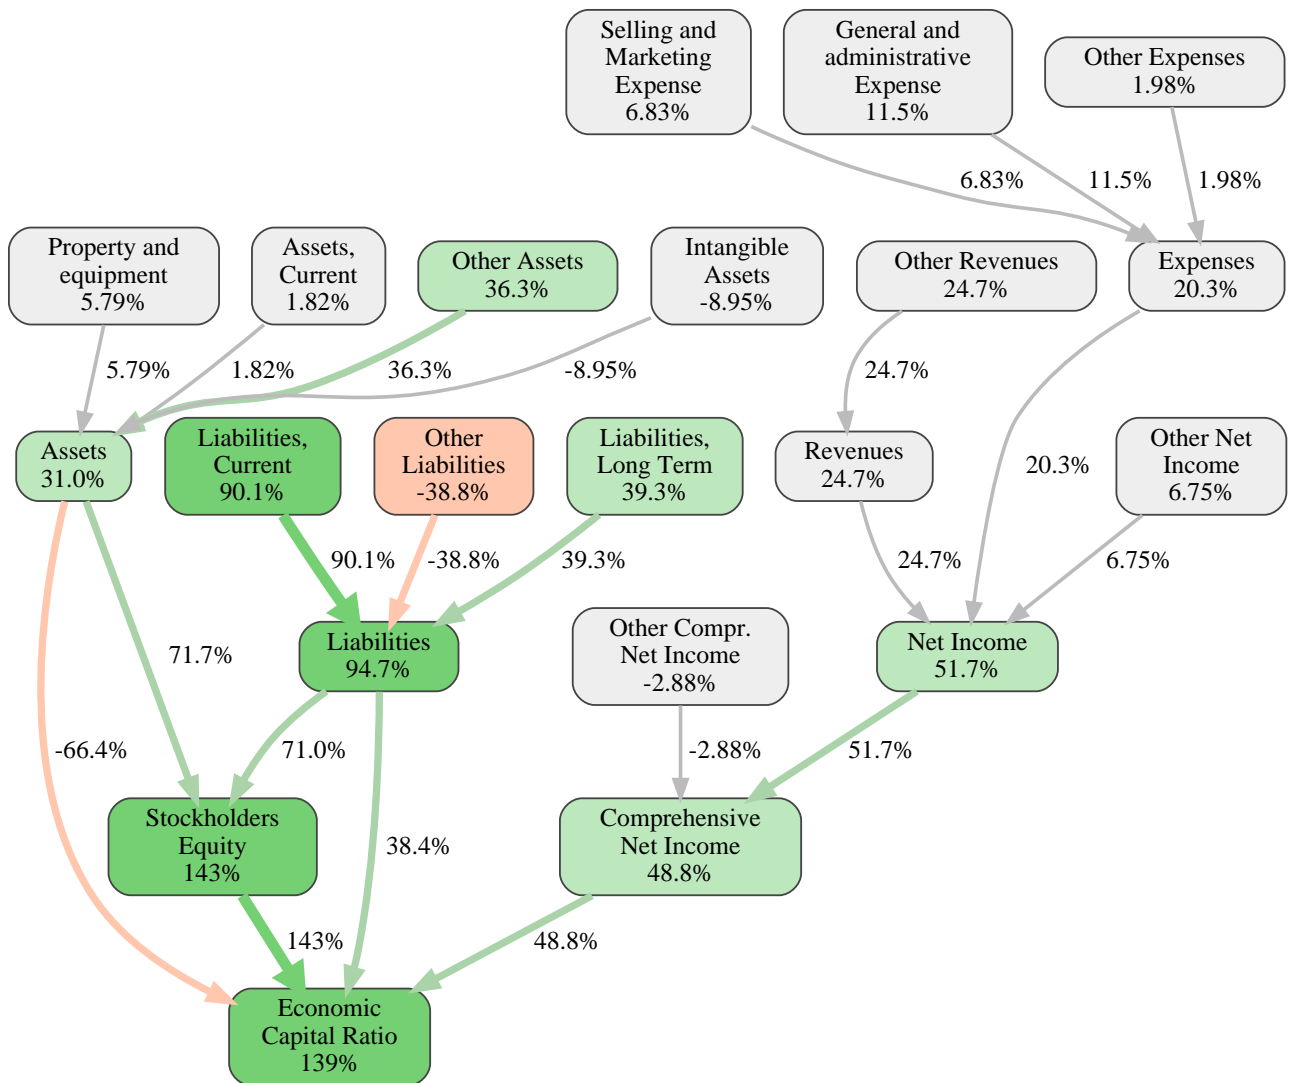 Selling and
Marketing
Expense
6.83%
General and
administrative
Expense
11.5%
Other Expenses
1.98%
6.83%
11.5%
1.98%
Property and
equipment
5.79%
Assets,
Current
1.82%
Other Assets
36.3%
Intangible
Assets
-8.95%
Other Revenues
24.7%
Expenses
20.3%
5.79%
1.82%
36.3%
-8.95%
24.7%
20.3%
Assets
31.0%
Liabilities,
Current
90.1%
Other
Liabilities
-38.8%
Liabilities,
Long Term
39.3%
Revenues
24.7%
Other Net
Income
6.75%
90.1%
-38.8%
39.3%
24.7%
6.75%
71.7%
Liabilities
94.7%
Other Compr.
Net Income
-2.88%
Net Income
51.7%
-66.4%
71.0%
-2.88%
51.7%
Stockholders
Equity
143%
38.4%
Comprehensive
Net Income
48.8%
143%
48.8%
Economic
Capital Ratio
139%